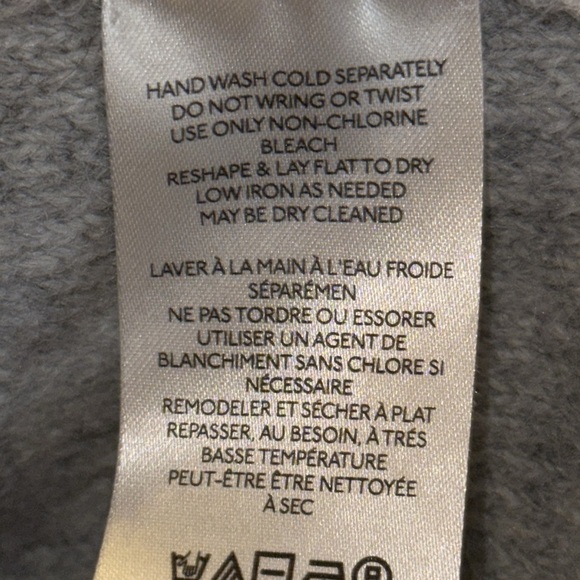 HAND WASH COLD SEPARATELY
DO NOT WRING OR TWIST
USE ONLY NON-CHLORINE
BLEACH
RESHAPE & LAY FLAT TO DRY
LOW IRON AS NEEDED
MAY BE DRY CLEANED
LAVER À LA MAIN À L'EAU FROIDE
SÉPARÉMEN
NE PAS TORDRE OU ESSORER
UTILISER UN AGENT DE
BLANCHIMENT SANS CHLORE SI
NÉCESSAIRE
REMODELER ET SÉCHER À PLAT
REPASSER, AU BESOIN, À TRÉS
BASSE TEMPÉRATURE
PEUT-ÊTRE ÊTRE NETTOYÉE
À SEC